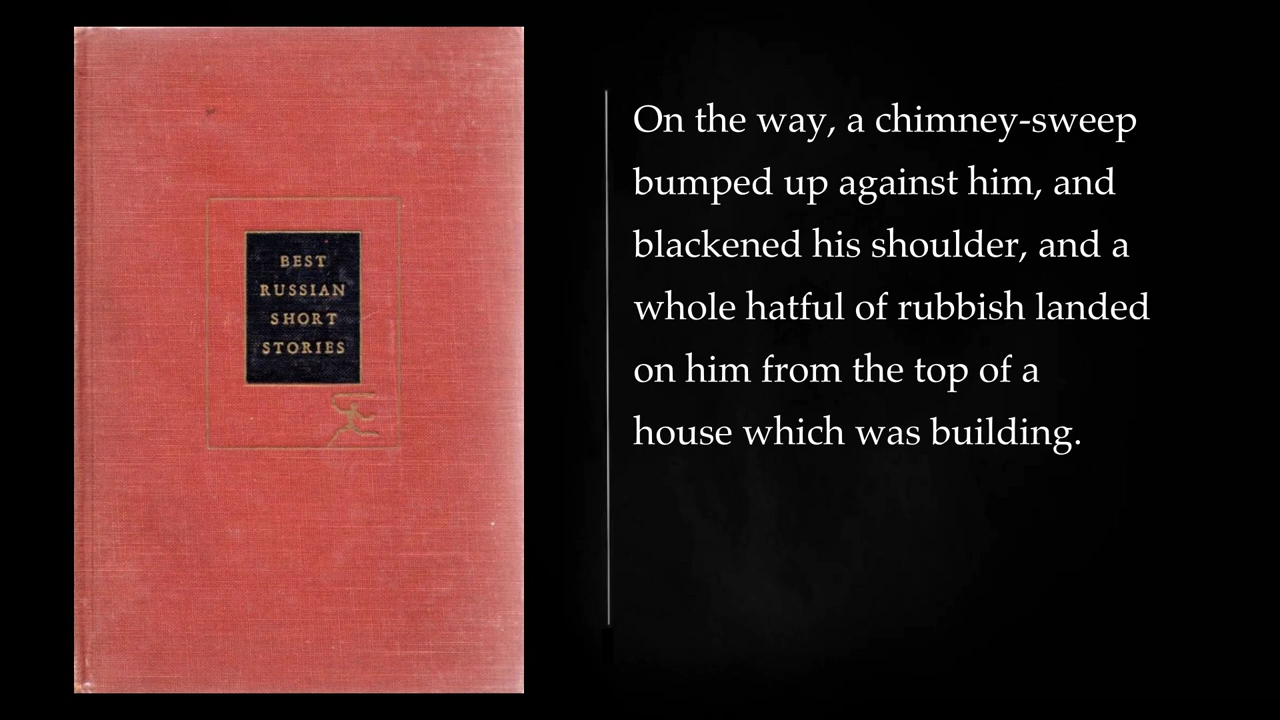 BEST
RUSSIAN
SHORT
STORIES
On the way, a chimney-sweep
bumped up against him, and
blackened his shoulder, and a
whole hatful of rubbish landed
on him from the top of a
house which was building.